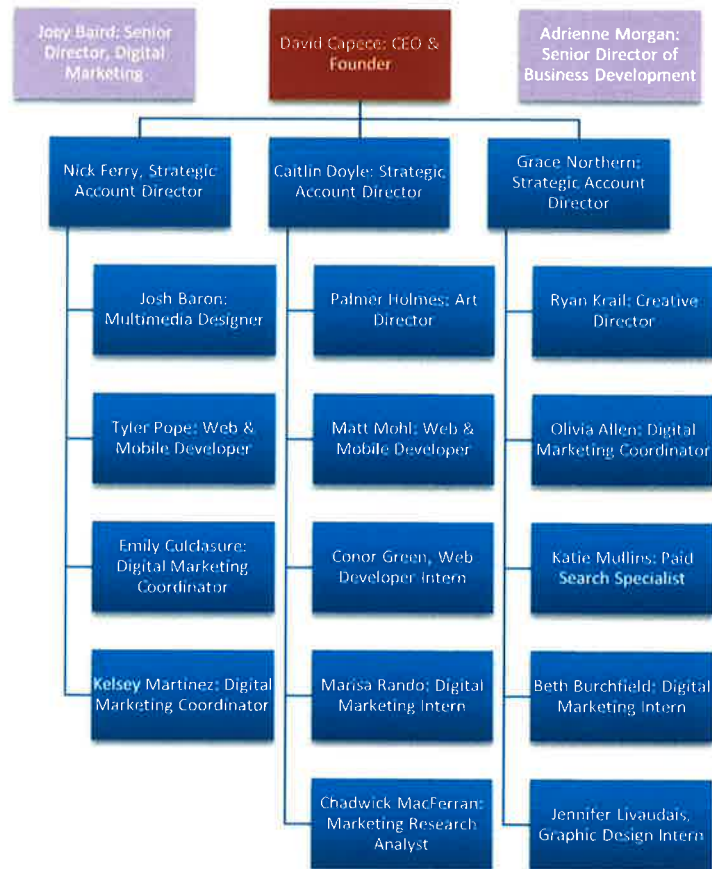 Joey Baird: Senior
Director, Digital
Marketing
David Capece: CEO &
Founder
Adrienne Morgan:
Senior Director of
Business Development
Nick Ferry, Strategic
Account Director
Caitlin Doyle: Strategic
Account Director
Grace Northern:
Strategic Account
Director
Josh Baron:
Multimedia Designer
Palmer Holmes: Art
Director
Ryan Krail: Creative
Director
Tyler Pope: Web &
Mobile Developer
Matt Mohl: Web &
Mobile Developer
Olivia Allen: Digital
Marketing Coordinator
Emily Culclasure:
Digital Marketing
Coordinator
Conor Green, Web
Developer Intern
Katie Mullins: Paid
Search Specialist
Kelsey Martinez: Digital
Marketing Coordinator
Marisa Rando: Digital
Marketing Intern
Beth Burchfield: Digital
Marketing Intern
Chadwick MacFerran:
Marketing Research
Analyst
Jennifer Livaudais,
Graphic Design Intern